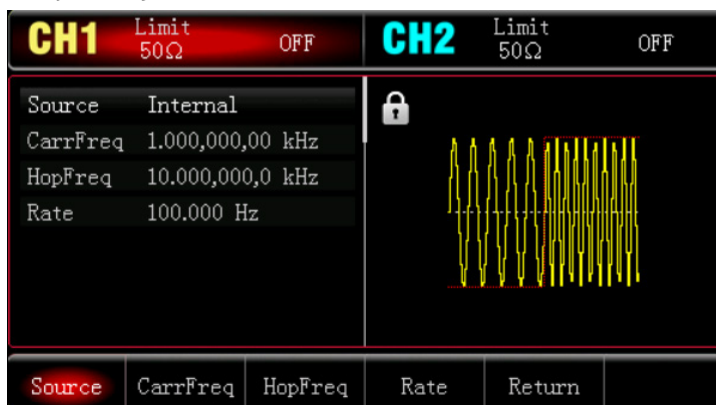 CH1 Limit 50Ω OFF CH2 Limit 50Ω OFF
Source Internal
CarrFreq 1.000,000,00 kHz
HopFreq 10.000,000,0 kHz
Rate 100.000 Hz
Source CarrFreq HopFreq Rate Return